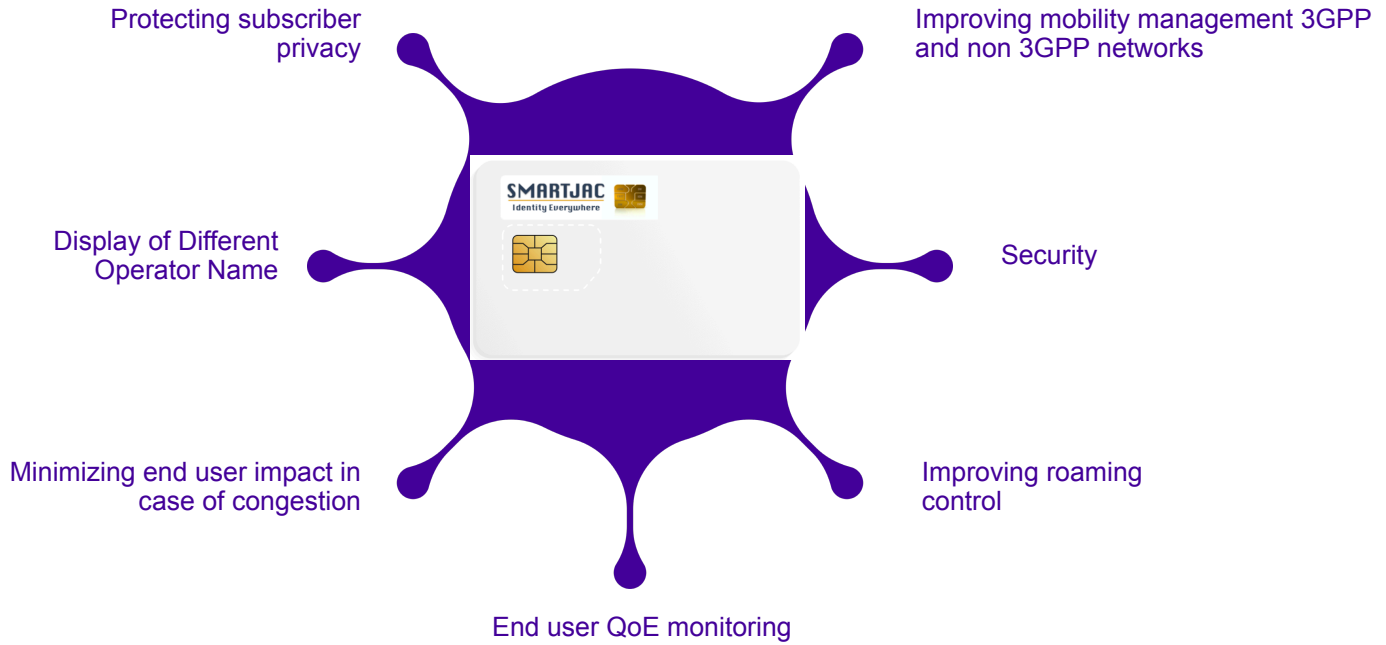 Protecting subscriber
privacy
Improving mobility management 3GPP
and non 3GPP networks
SMARTJAC
Identity Everywhere
Display of Different
Operator Name
Security
Minimizing end user impact in
case of congestion
Improving roaming
control
End user QoE monitoring